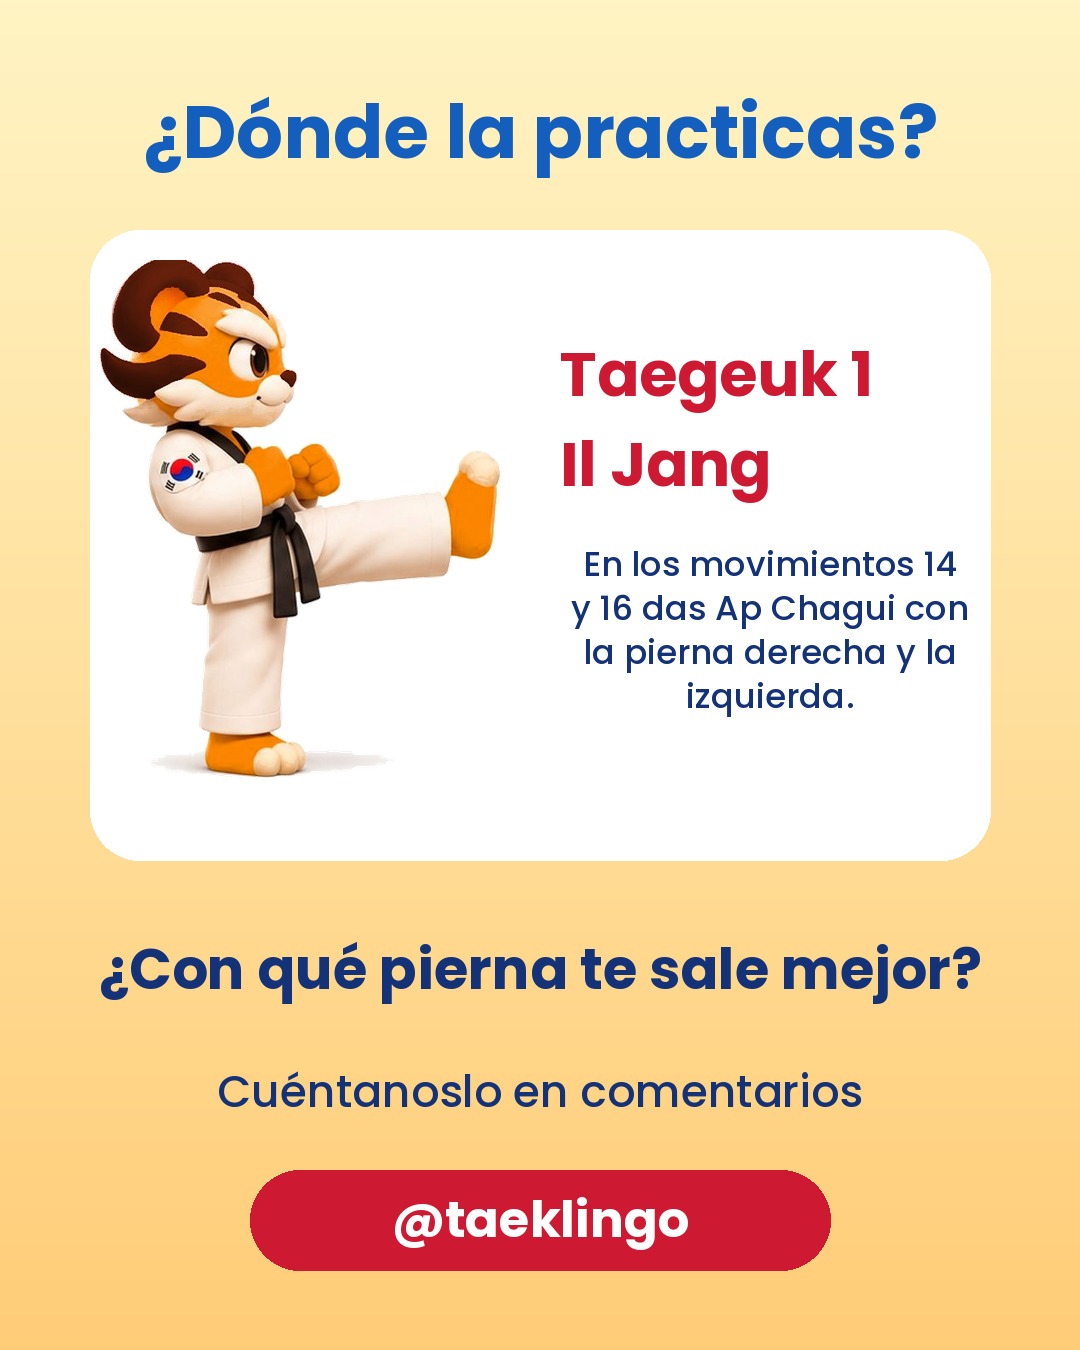 ¿Dónde la practicas?
Taegeuk 1
Il Jang
En los movimientos 14
y 16 das Ap Chagui con
la pierna derecha y la
izquierda.
¿Con qué pierna te sale mejor?
Cuéntanoslo en comentarios
@taeklingo